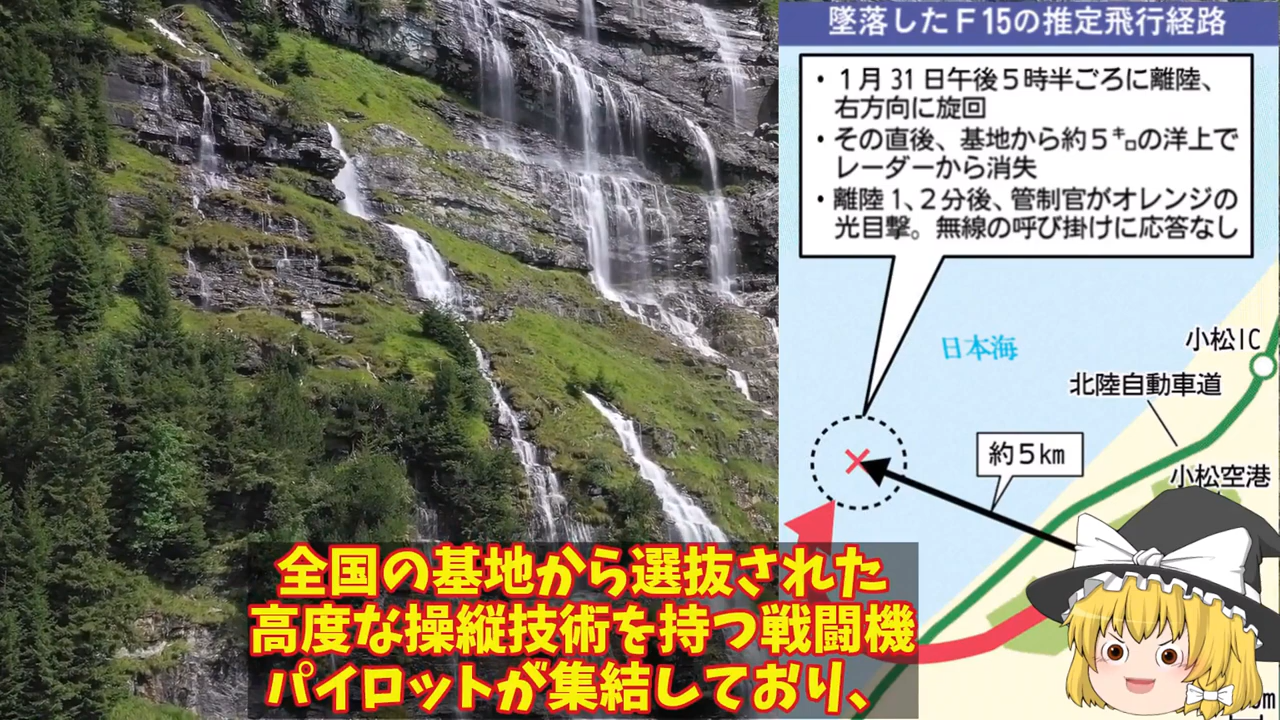 墜落したF15の推定飛行経路
・1月31日午後5時半ごろに離陸、
右方向に旋回
・その直後、基地から約5㌔の洋上で
レーダーから消失
・離陸1、2分後、管制官がオレンジの
光目撃。無線の呼び掛けに応答なし
日本海
小松IC
北陸自動車道
約5km
小松空港
全国の基地から選抜された
高度な操縦技術を持つ戦闘機
パイロットが集結しており、